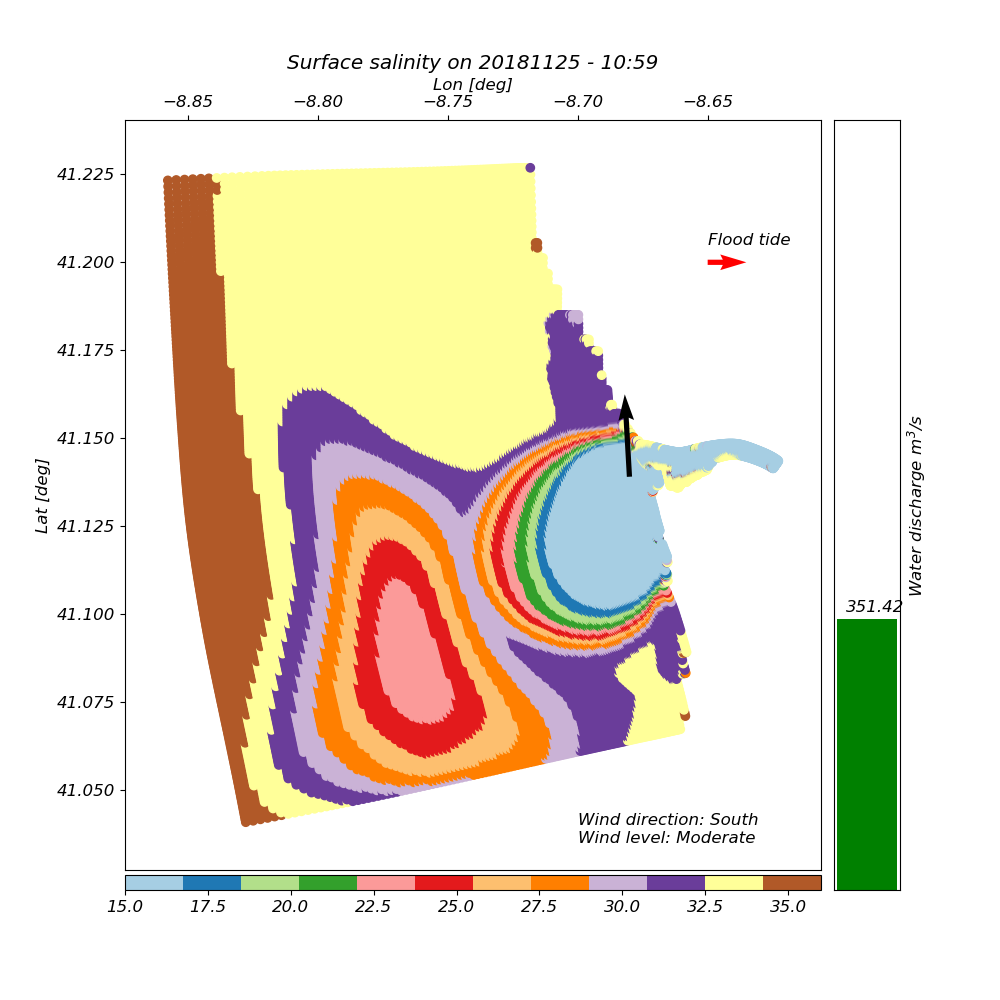 Surface salinity on 20181125 - 10:59
Lon [deg]
−8.85 −8.80 −8.75 −8.70 −8.65
41.225
41.200
41.175
41.150
41.125
41.100
41.075
41.050
Lat [deg]
Flood tide
Wind direction: South
Wind level: Moderate
15.0 17.5 20.0 22.5 25.0 27.5 30.0 32.5 35.0
351.42
Water discharge m³/s